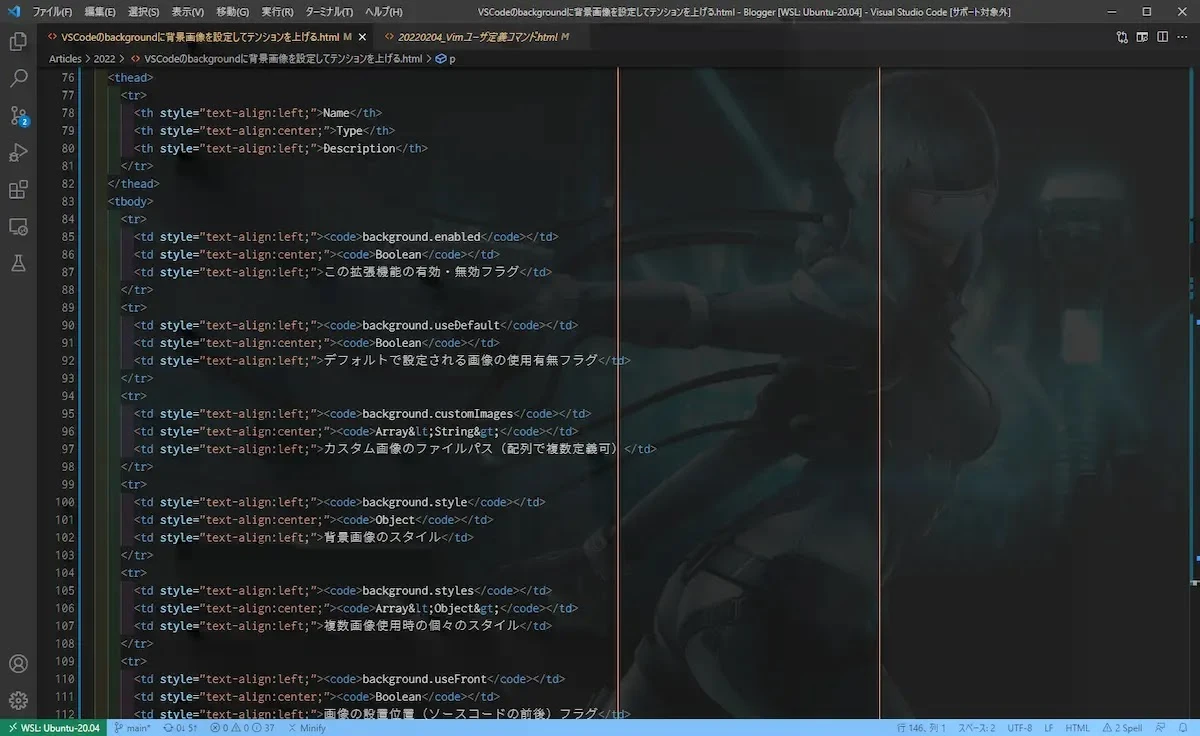 ファイル(F) 編集(E) 選択(S) 表示(V) 移動(G) 実行(R) ターミナル(T) ヘルプ(H) VSCodeのbackgroundに背景画像を設定してテンションを上げる.html - Blogger [WSL: Ubuntu-20.04] - Visual Studio Code [サポート対象外]
VSCodeのbackgroundに背景画像を設定してテンションを上げる.html M 20220204_Vimユーザ定義コマンド.html M
Articles > 2022 > VSCodeのbackgroundに背景画像を設定してテンションを上げる.html > p
76 <thead>
77 <tr>
78 <th style="text-align:left;">Name</th>
79 <th style="text-align:center;">Type</th>
80 <th style="text-align:left;">Description</th>
81 </tr>
82 </thead>
83 <tbody>
84 <tr>
85 <td style="text-align:left;"><code>background.enabled</code></td>
86 <td style="text-align:center;"><code>Boolean</code></td>
87 <td style="text-align:left;">この拡張機能の有効・無効フラグ</td>
88 </tr>
89 <tr>
90 <td style="text-align:left;"><code>background.useDefault</code></td>
91 <td style="text-align:center;"><code>Boolean</code></td>
92 <td style="text-align:left;">デフォルトで設定される画像の使用有無フラグ</td>
93 </tr>
94 <tr>
95 <td style="text-align:left;"><code>background.customImages</code></td>
96 <td style="text-align:center;"><code>Array&lt;String&gt;</code></td>
97 <td style="text-align:left;">カスタム画像のファイルパス（配列で複数定義可）</td>
98 </tr>
99 <tr>
100 <td style="text-align:left;"><code>background.style</code></td>
101 <td style="text-align:center;"><code>Object</code></td>
102 <td style="text-align:left;">背景画像のスタイル</td>
103 </tr>
104 <tr>
105 <td style="text-align:left;"><code>background.styles</code></td>
106 <td style="text-align:center;"><code>Array&lt;Object&gt;</code></td>
107 <td style="text-align:left;">複数画像使用時の個々のスタイル</td>
108 </tr>
109 <tr>
110 <td style="text-align:left;"><code>background.useFront</code></td>
111 <td style="text-align:center;"><code>Boolean</code></td>
112 <td style="text-align:left;">画像の設置位置（ソースコードの前後）フラグ</td>
2
WSL: Ubuntu-20.04 main* 0↓ 5↑ 0 0 37 Minify 行 146、列 1 スペース: 2 UTF-8 LF HTML 2 Spell